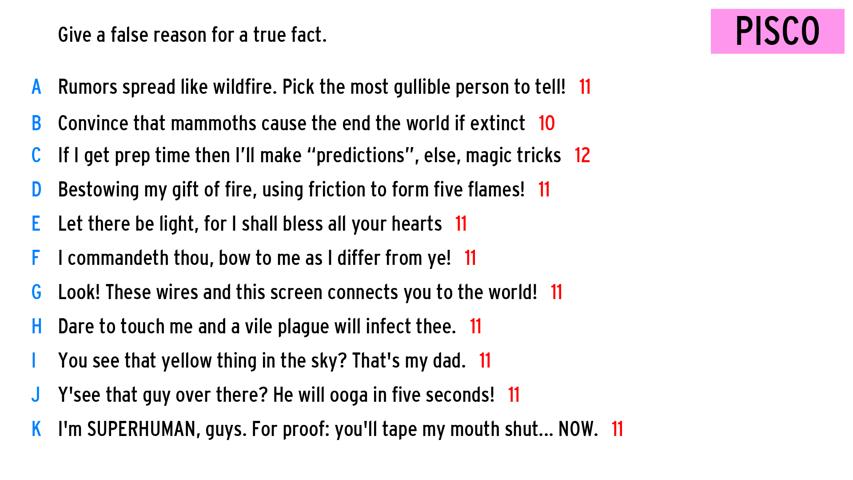 Give a false reason for a true fact.
PISCO
A Rumors spread like wildfire. Pick the most gullible person to tell! 11
B Convince that mammoths cause the end the world if extinct 10
C If I get prep time then I'll make “predictions”, else, magic tricks 12
D Bestowing my gift of fire, using friction to form five flames! 11
E Let there be light, for I shall bless all your hearts 11
F I commandeth thou, bow to me as I differ from ye! 11
G Look! These wires and this screen connects you to the world! 11
H Dare to touch me and a vile plague will infect thee. 11
I You see that yellow thing in the sky? That's my dad. 11
J Y'see that guy over there? He will ooga in five seconds! 11
K I'm SUPERHUMAN, guys. For proof: you'll tape my mouth shut... NOW. 11